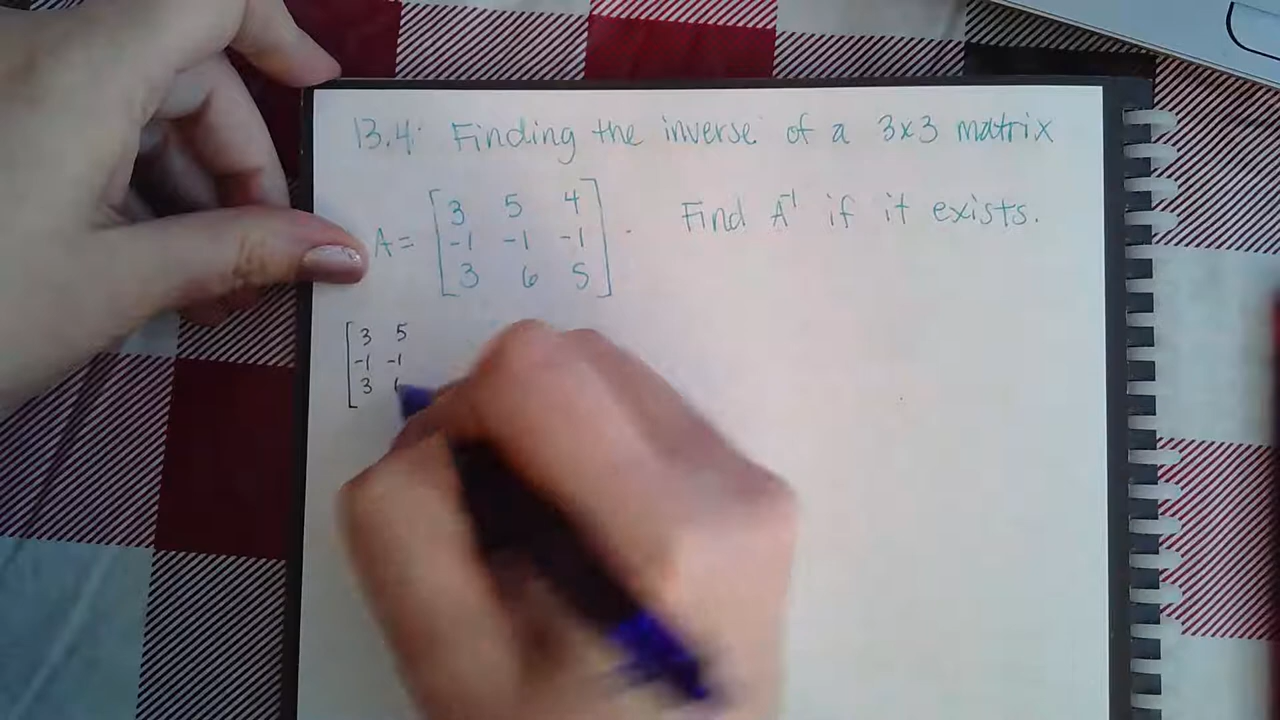 13.4: Finding the inverse of a 3x3 matrix
A = [3 5 4
-1 -1 -1
3 6 5]. Find A⁻¹ if it exists.
[3 5
-1 -1
3